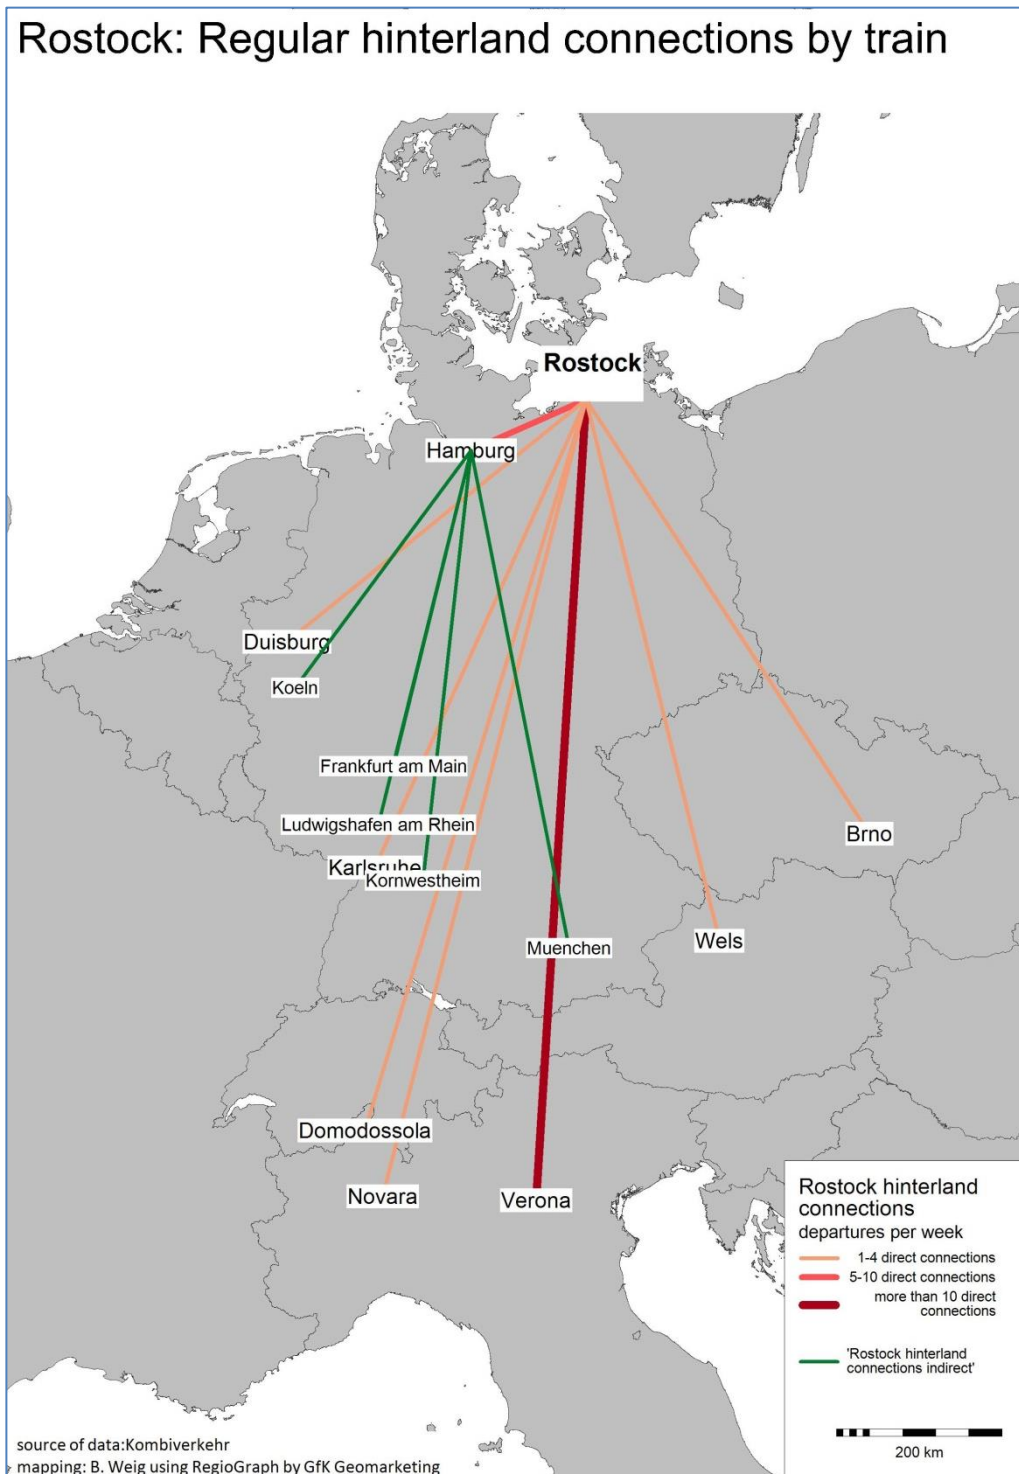 Rostock: Regular hinterland connections by train
Rostock
Hamburg
Duisburg
Koeln
Frankfurt am Main
Ludwigshafen am Rhein
Brno
Karlsruhe
Kornwestheim
Wels
Muenchen
Domodossola
Novara
Verona
Rostock hinterland
connections
departures per week
1-4 direct connections
5-10 direct connections
more than 10 direct
connections
'Rostock hinterland
connections indirect'
200 km
source of data:Kombiverkehr
mapping: B. Weig using RegioGraph by GfK Geomarketing